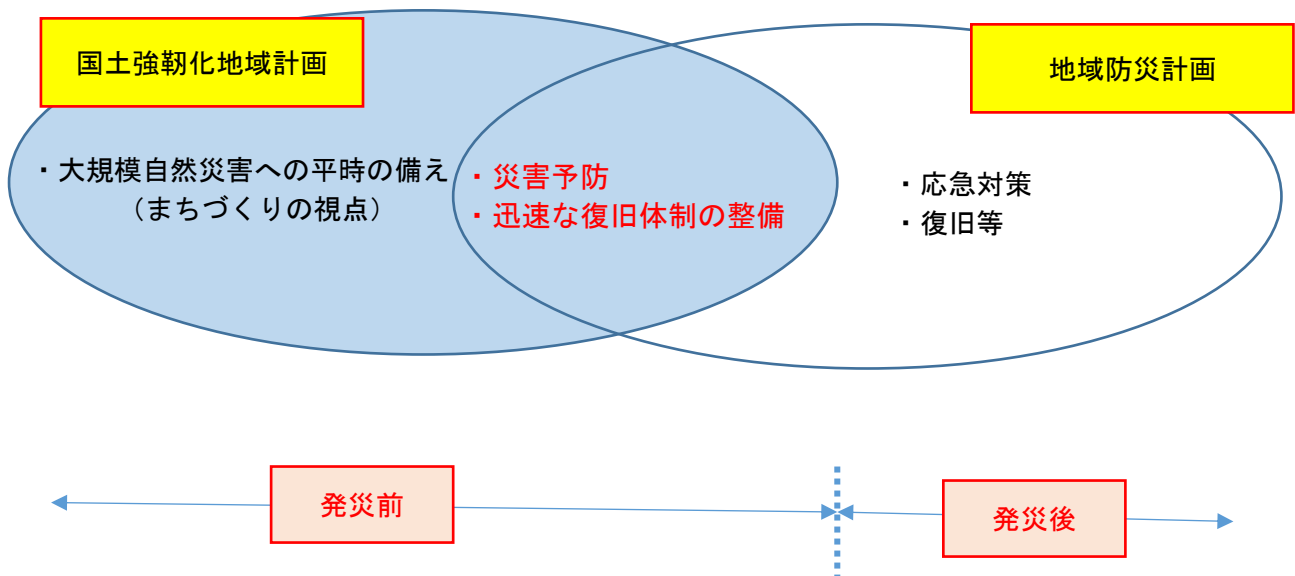 国土強靭化地域計画
地域防災計画
・大規模自然災害への平時の備え
（まちづくりの視点）
・災害予防
・迅速な復旧体制の整備
・応急対策
・復旧等
発災前
発災後